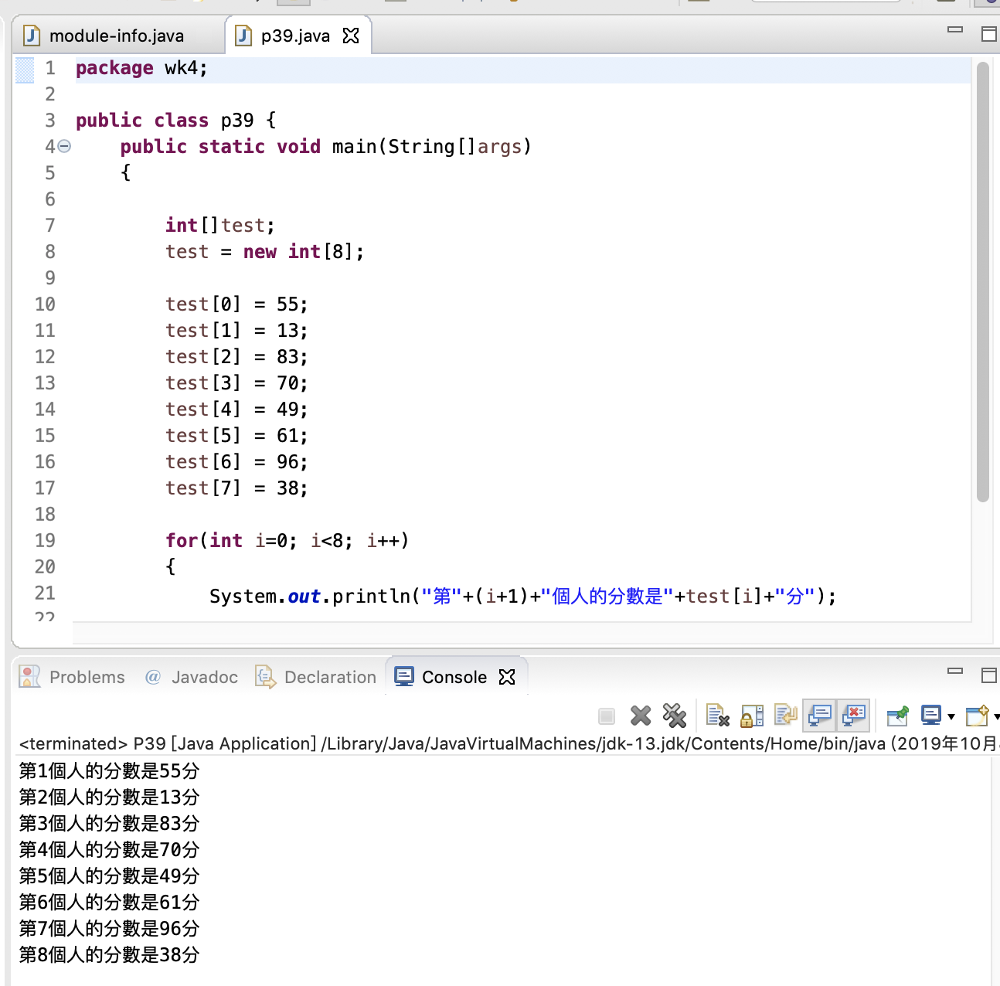 module-info.java p39.java
1 package wk4;
2
3 public class p39 {
4 public static void main(String[]args)
5 {
6
7 int[]test;
8 test = new int[8];
9
10 test[0] = 55;
11 test[1] = 13;
12 test[2] = 83;
13 test[3] = 70;
14 test[4] = 49;
15 test[5] = 61;
16 test[6] = 96;
17 test[7] = 38;
18
19 for(int i=0; i<8; i++)
20 {
21 System.out.println("第"+(i+1)+"個人的分數是"+test[i]+"分");
22
Problems @ Javadoc Declaration Console
<terminated> P39 [Java Application] /Library/Java/JavaVirtualMachines/jdk-13.jdk/Contents/Home/bin/java (2019年10月
第1個人的分數是55分
第2個人的分數是13分
第3個人的分數是83分
第4個人的分數是70分
第5個人的分數是49分
第6個人的分數是61分
第7個人的分數是96分
第8個人的分數是38分